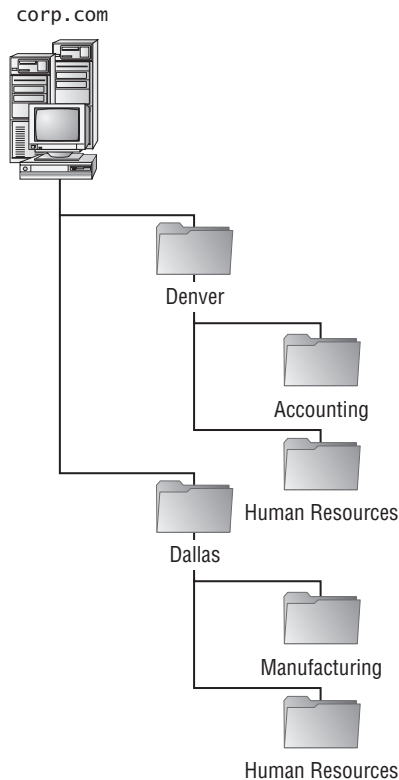 corp.com
Denver
Accounting
Human Resources
Dallas
Manufacturing
Human Resources